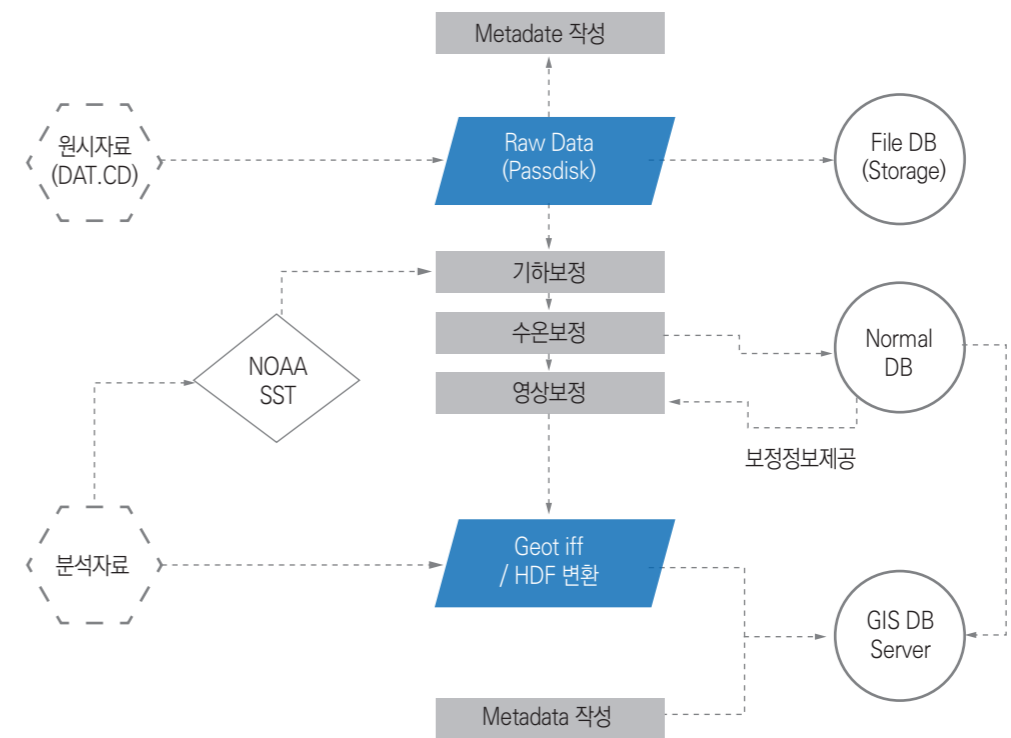 Metadate 작성
원시자료
(DAT.CD)
Raw Data
(Passdisk)
File DB
(Storage)
기하보정
수온보정
영상보정
NOAA
SST
Normal
DB
보정정보제공
분석자료
Geot iff
/ HDF 변환
GIS DB
Server
Metadata 작성